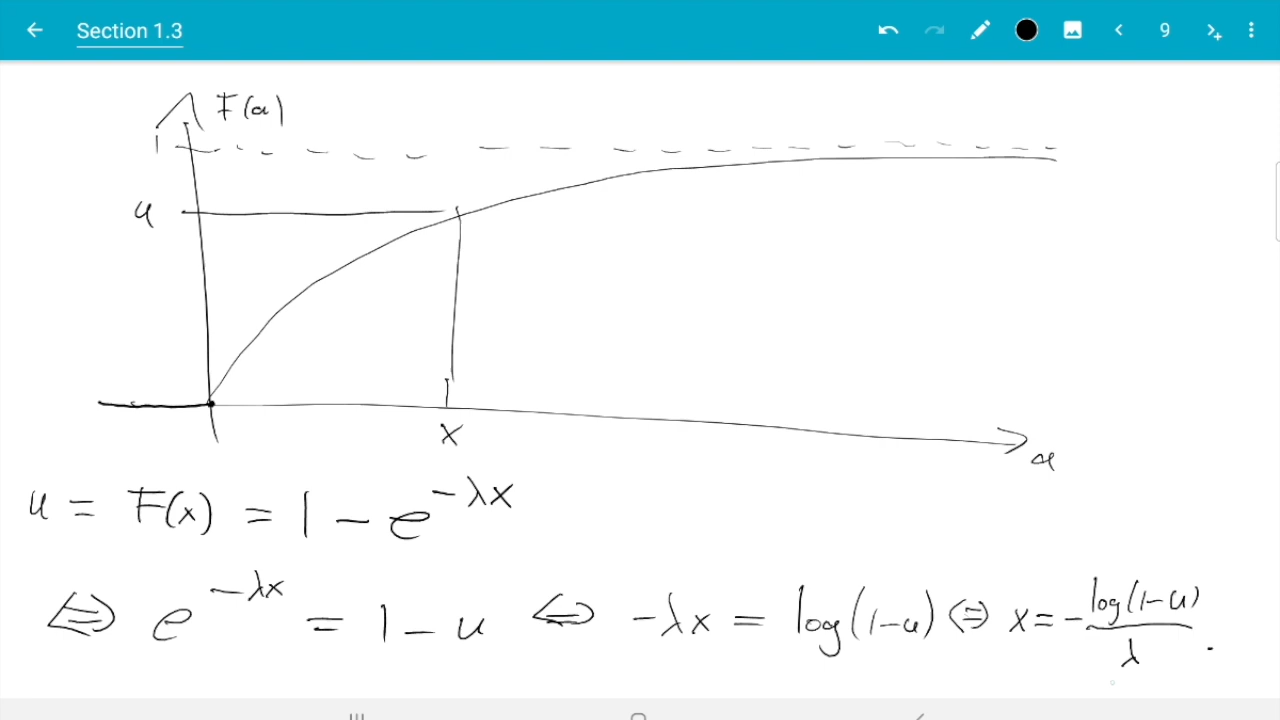 Section 1.3
9
F(a)
1
u
x
a
u = F(x) = 1 - e^{-λx}
⇔ e^{-λx} = 1 - u ⇔ -λx = log(1-u) ⇔ x = - log(1-u) / λ .